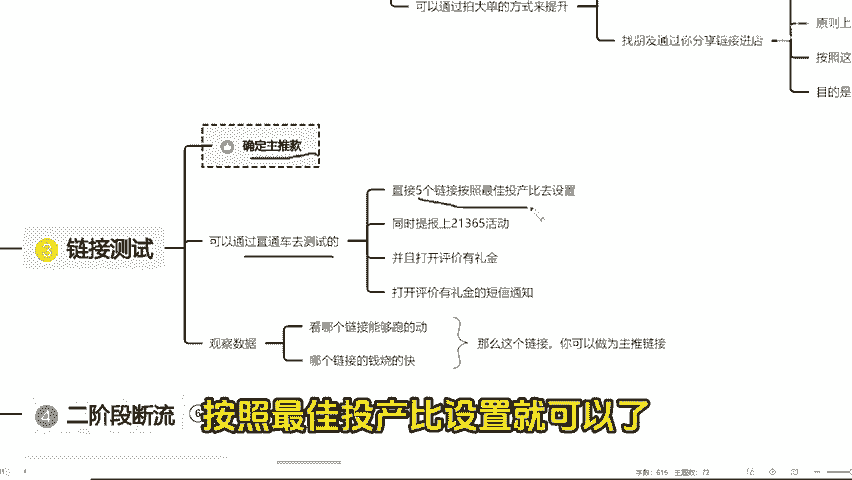 可以通过拍大单的方式来提升
原则上
找朋友通过你分享链接进店
按照这
目的是
确定主推款
直接5个链接按照最佳投产比去设置
同时提报上21365活动
3 链接测试
可以通过直通车去测试的
并且打开评价有礼金
打开评价有礼金的短信通知
观察数据
看哪个链接能够跑的动
哪个链接的钱烧的快
那么这个链接，你可以做为主推链接
4 二阶段断流
按照最佳投产比设置就可以了
字数：615 主题数：72